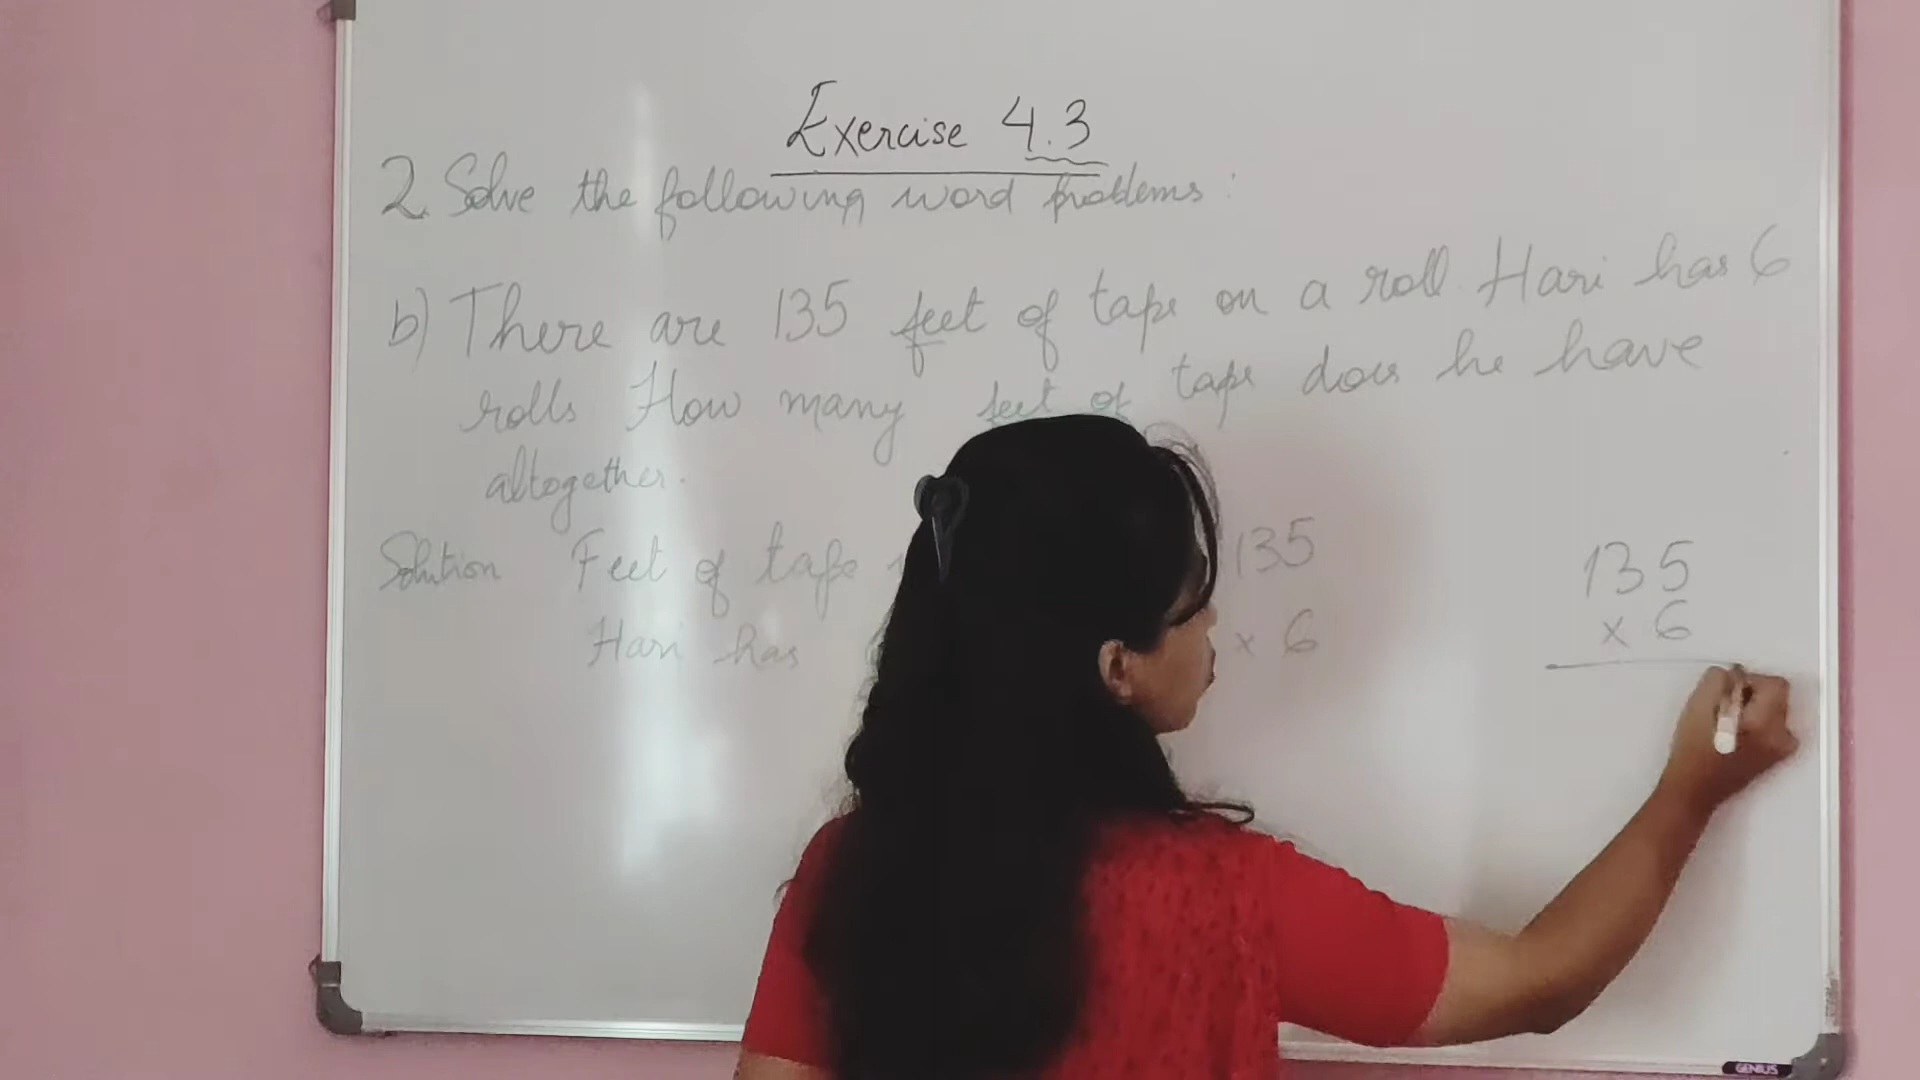 Exercise 4.3
2. Solve the following word problems:
b) There are 135 feet of tape on a roll. Hari has 6
rolls How many feet of tape does he have
altogether.
Solution Feet of tape 135
Hari has × 6
135
× 6
GENIUS